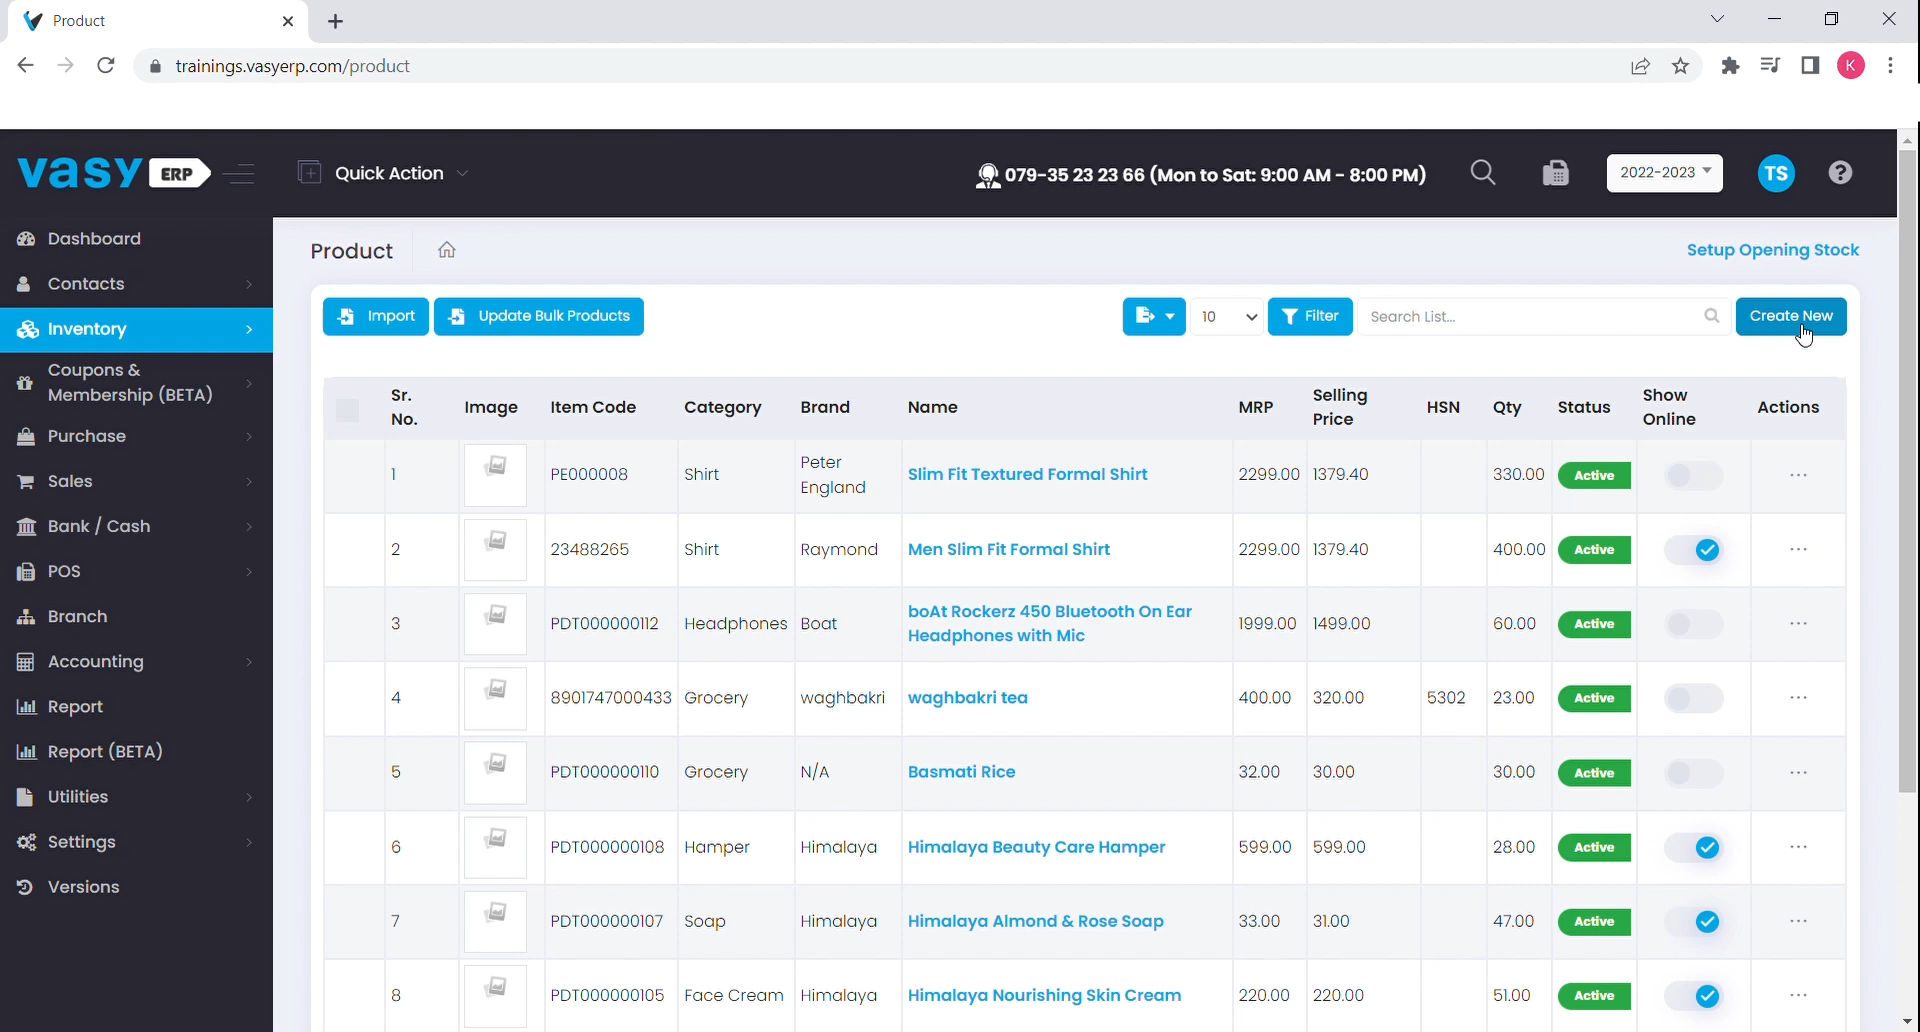 Product
trainings.vasyerp.com/product
K
vasy ERP
Quick Action
079-35 23 23 66 (Mon to Sat: 9:00 AM - 8:00 PM)
2022-2023
TS
?
Dashboard
Contacts
Inventory
Coupons &
Membership (BETA)
Purchase
Sales
Bank / Cash
POS
Branch
Accounting
Report
Report (BETA)
Utilities
Settings
Versions
Product
Setup Opening Stock
Import
Update Bulk Products
10
Filter
Search List...
Create New
Sr.
No.
Image
Item Code
Category
Brand
Name
MRP
Selling
Price
HSN
Qty
Status
Show
Online
Actions
1
PE000008
Shirt
Peter
England
Slim Fit Textured Formal Shirt
2299.00
1379.40
330.00
Active
...
2
23488265
Shirt
Raymond
Men Slim Fit Formal Shirt
2299.00
1379.40
400.00
Active
...
3
PDT000000112
Headphones
Boat
boAt Rockerz 450 Bluetooth On Ear
Headphones with Mic
1999.00
1499.00
60.00
Active
...
4
8901747000433
Grocery
waghbakri
waghbakri tea
400.00
320.00
5302
23.00
Active
...
5
PDT000000110
Grocery
N/A
Basmati Rice
32.00
30.00
30.00
Active
...
6
PDT000000108
Hamper
Himalaya
Himalaya Beauty Care Hamper
599.00
599.00
28.00
Active
...
7
PDT000000107
Soap
Himalaya
Himalaya Almond & Rose Soap
33.00
31.00
47.00
Active
...
8
PDT000000105
Face Cream
Himalaya
Himalaya Nourishing Skin Cream
220.00
220.00
51.00
Active
...